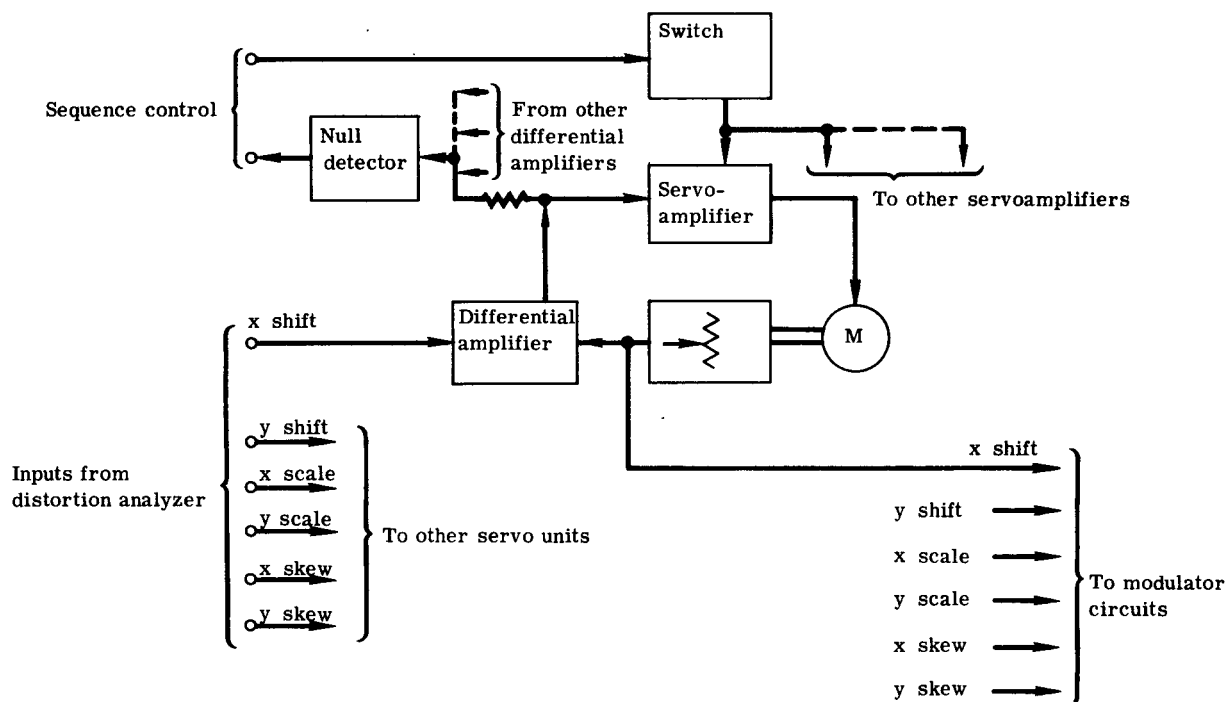 Switch
Sequence control
Null
detector
From other
differential
amplifiers
Servo-
amplifier
To other servoamplifiers
x shift
Differential
amplifier
M
Inputs from
distortion analyzer
y shift
x scale
y scale
x skew
y skew
To other servo units
x shift
y shift
x scale
y scale
x skew
y skew
To modulator
circuits